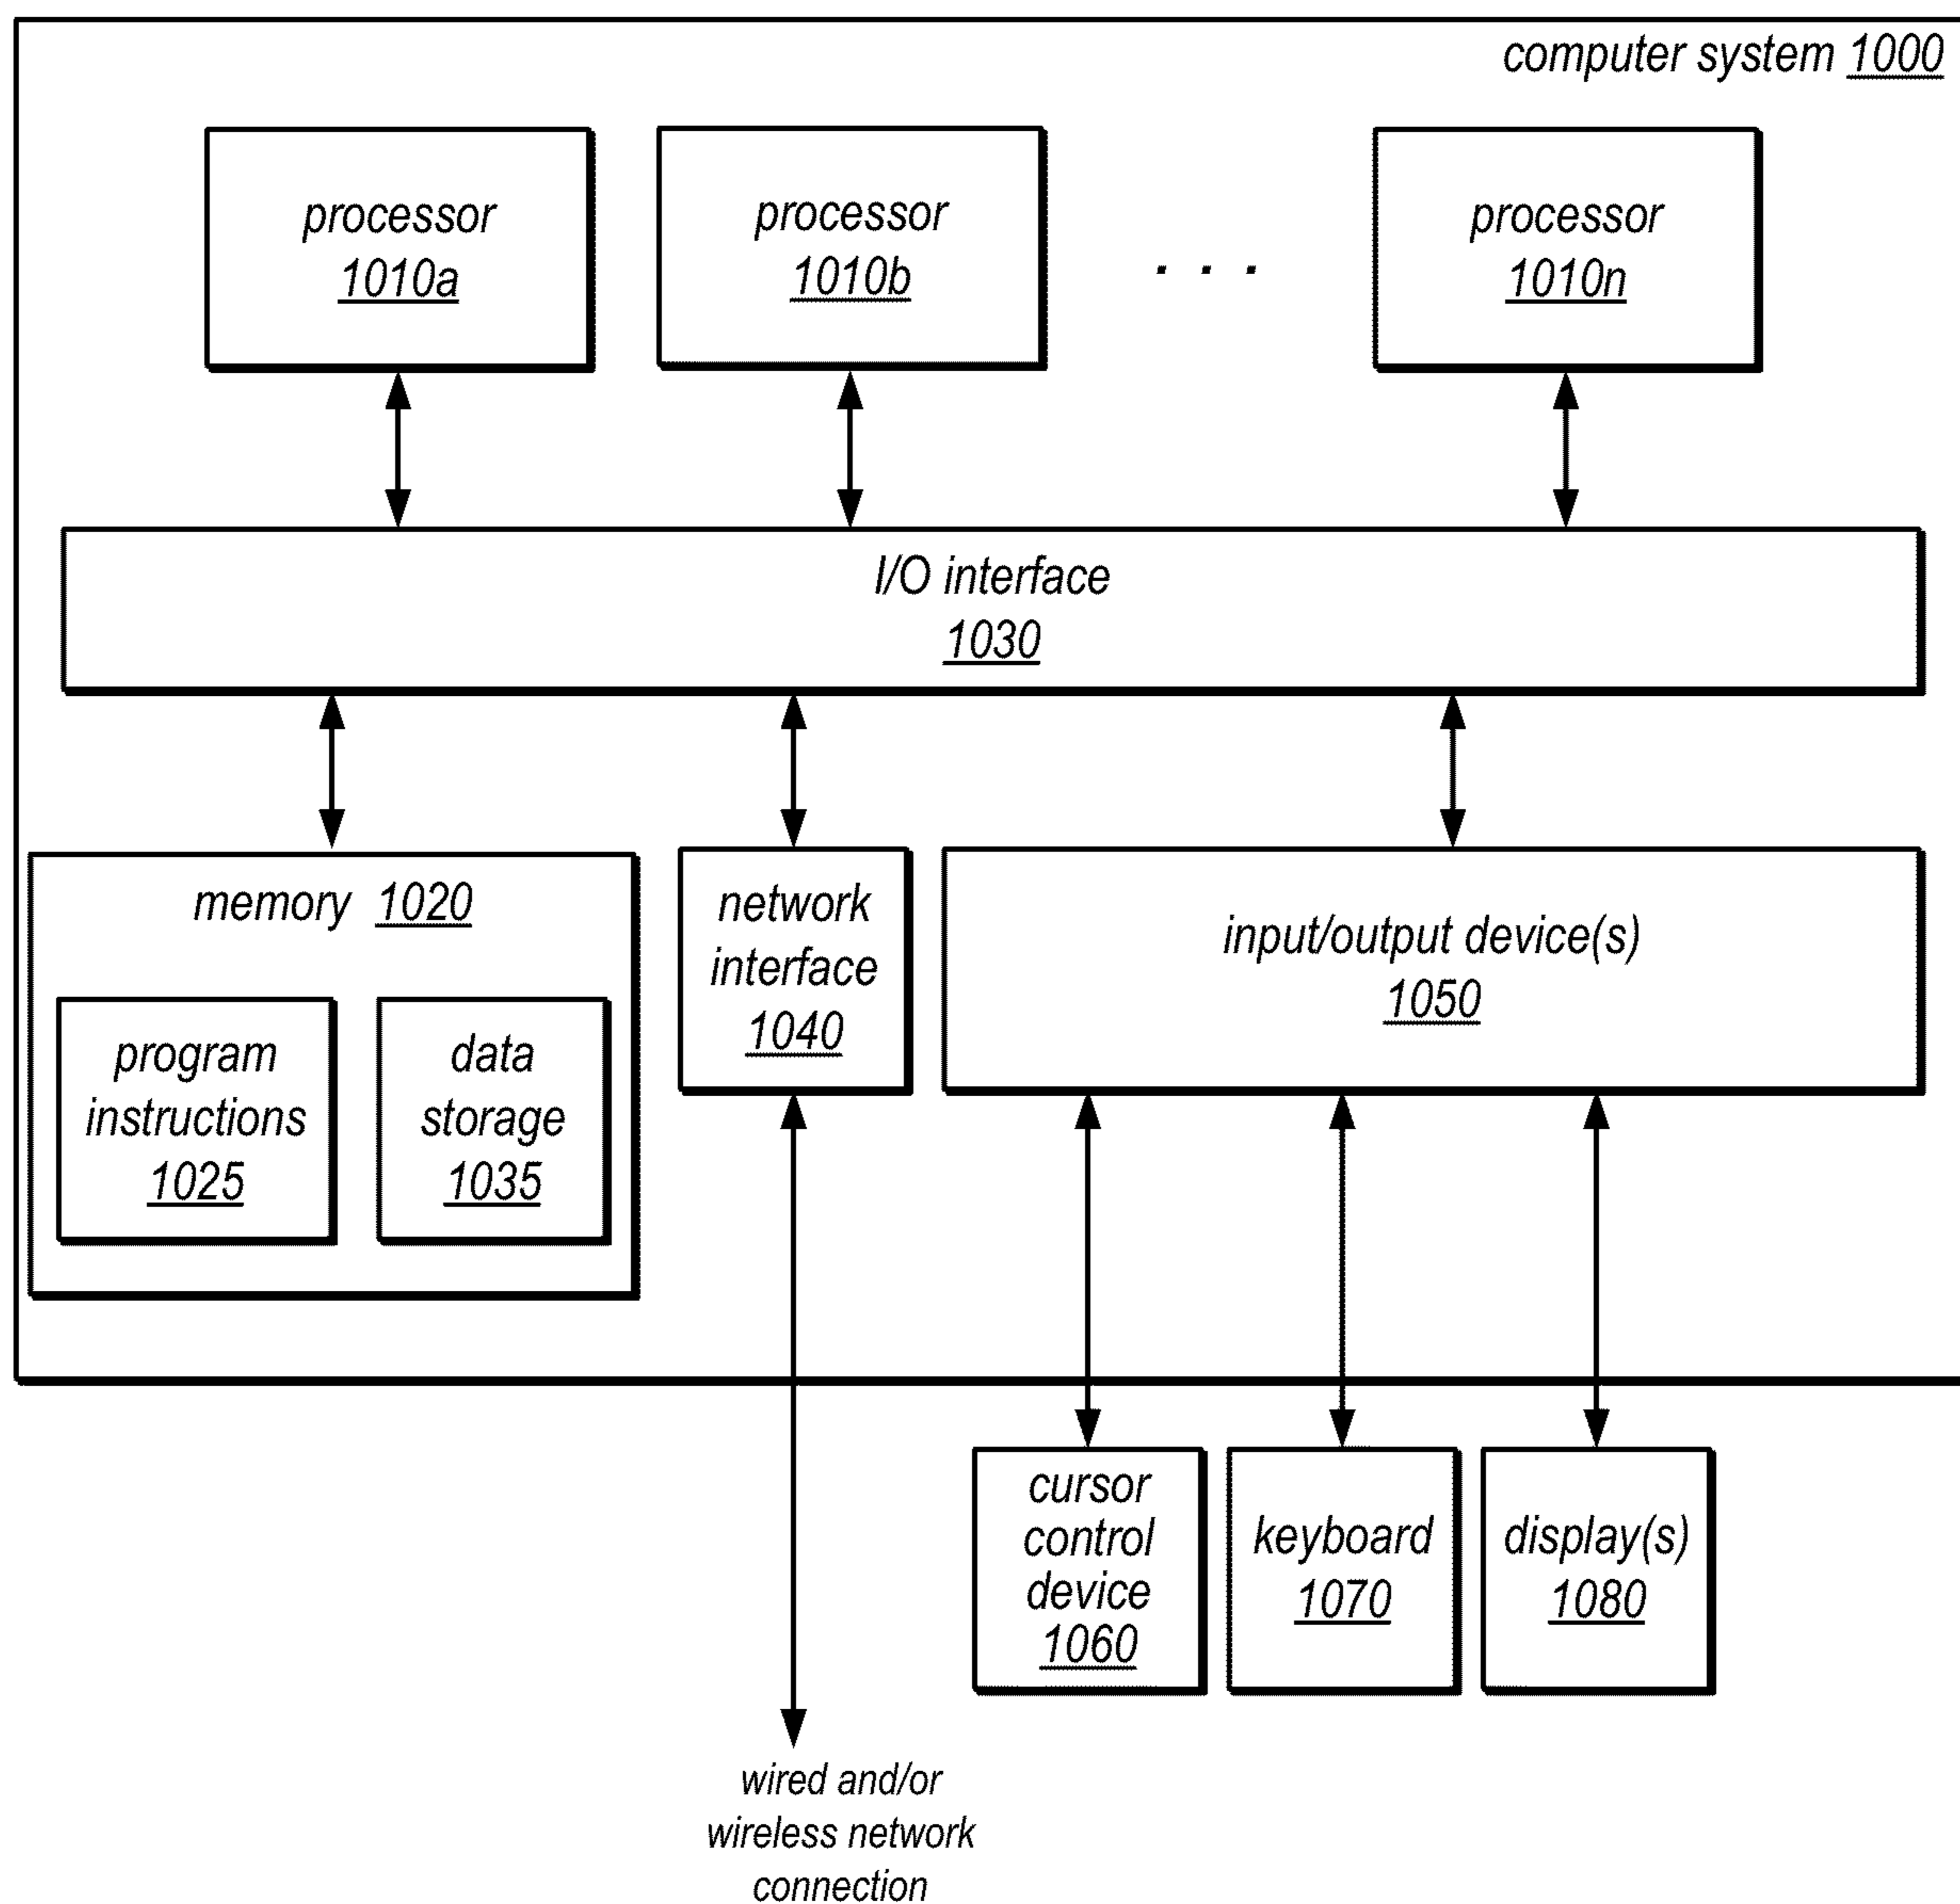 computer system 1000
processor
1010a
processor
1010b
. . .
processor
1010n
I/O interface
1030
memory 1020
program
instructions
1025
data
storage
1035
network
interface
1040
input/output device(s)
1050
cursor
control
device
1060
keyboard
1070
display(s)
1080
wired and/or
wireless network
connection